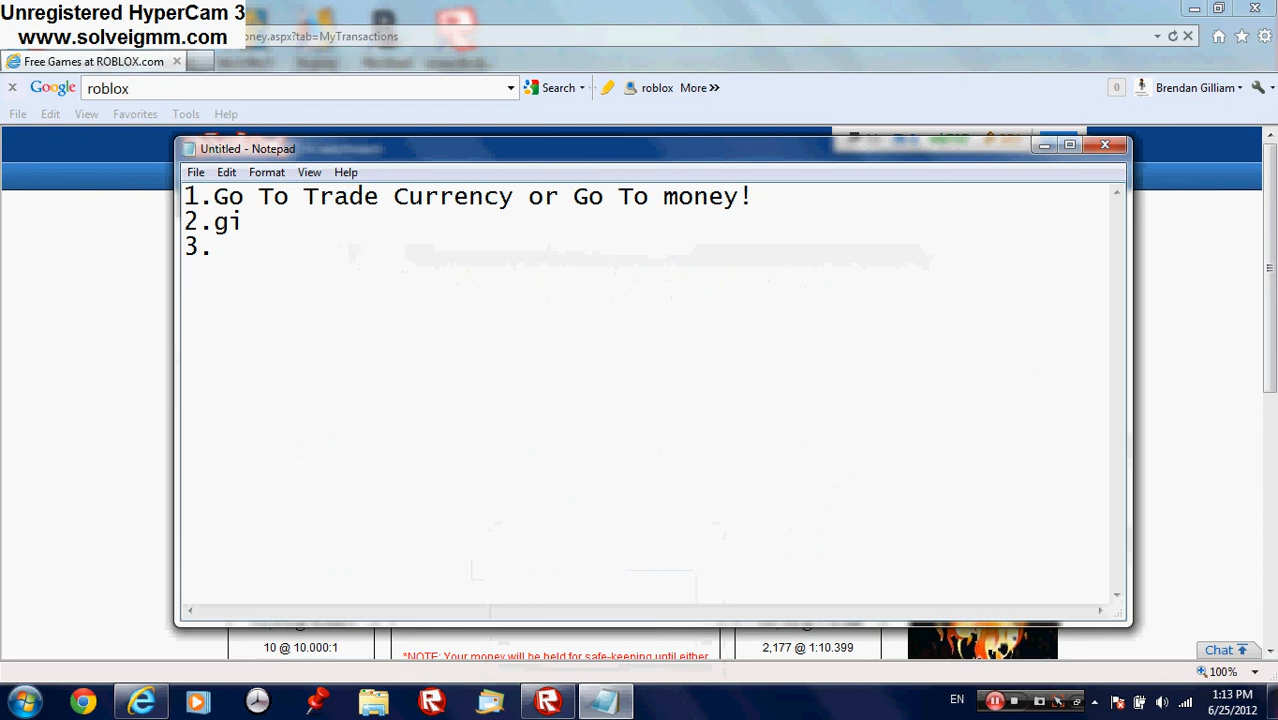 Unregistered HyperCam 3
www.solveigmm.com
oney.aspx?tab=MyTransactions
Free Games at ROBLOX.com
Google
roblox
Search
roblox
More »
0
Brendan Gilliam
File Edit View Favorites Tools Help
Untitled - Notepad
File Edit Format View Help
1.Go To Trade Currency or Go To money!
2.gi
3.
10 @ 10.000:1
*NOTE: Your money will be held for safe-keeping until either
2,177 @ 1:10.399
Chat
100%
EN
1:13 PM
6/25/2012